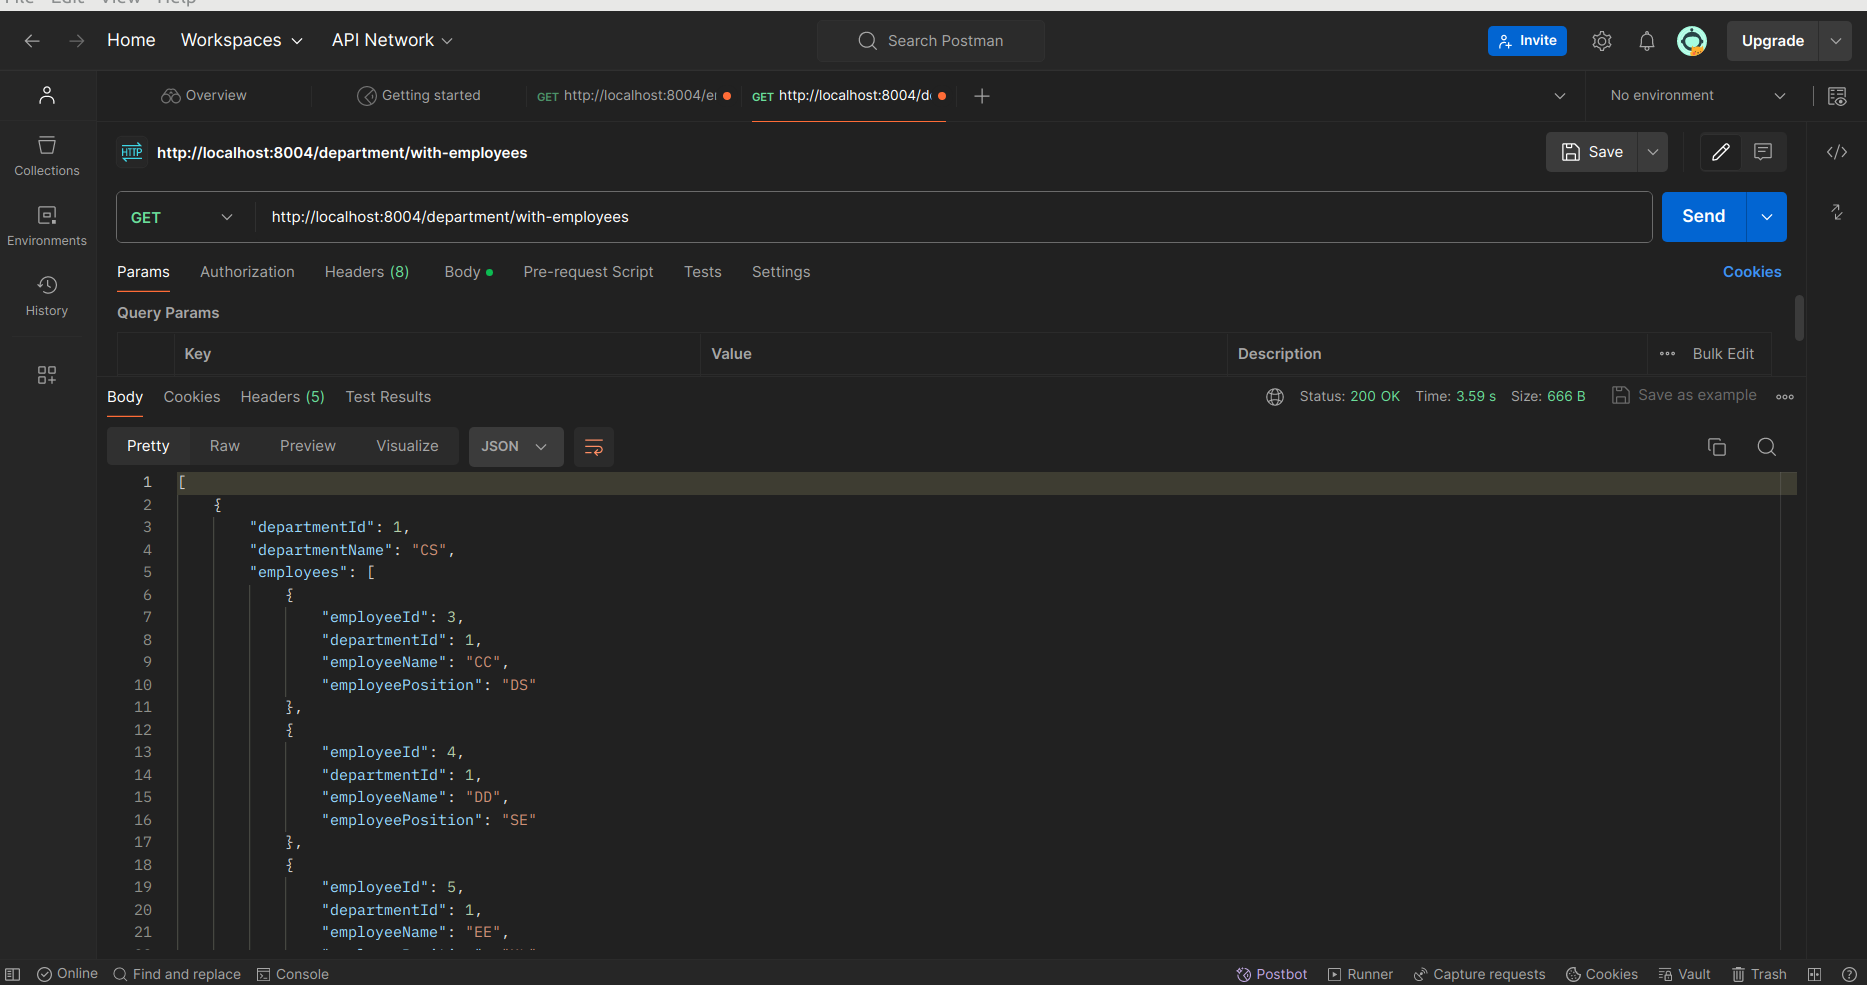 File Edit View Help
Home Workspaces API Network Search Postman Invite Upgrade
Overview Getting started GET http://localhost:8004/e GET http://localhost:8004/d No environment
HTTP http://localhost:8004/department/with-employees Save
Collections
GET http://localhost:8004/department/with-employees Send
Environments
Params Authorization Headers (8) Body Pre-request Script Tests Settings Cookies
History
Query Params
Key Value Description Bulk Edit
Body Cookies Headers (5) Test Results Status: 200 OK Time: 3.59 s Size: 666 B Save as example
Pretty Raw Preview Visualize JSON
1 [
2 {
3 "departmentId": 1,
4 "departmentName": "CS",
5 "employees": [
6 {
7 "employeeId": 3,
8 "departmentId": 1,
9 "employeeName": "CC",
10 "employeePosition": "DS"
11 },
12 {
13 "employeeId": 4,
14 "departmentId": 1,
15 "employeeName": "DD",
16 "employeePosition": "SE"
17 },
18 {
19 "employeeId": 5,
20 "departmentId": 1,
21 "employeeName": "EE",
Online Find and replace Console Postbot Runner Capture requests Cookies Vault Trash